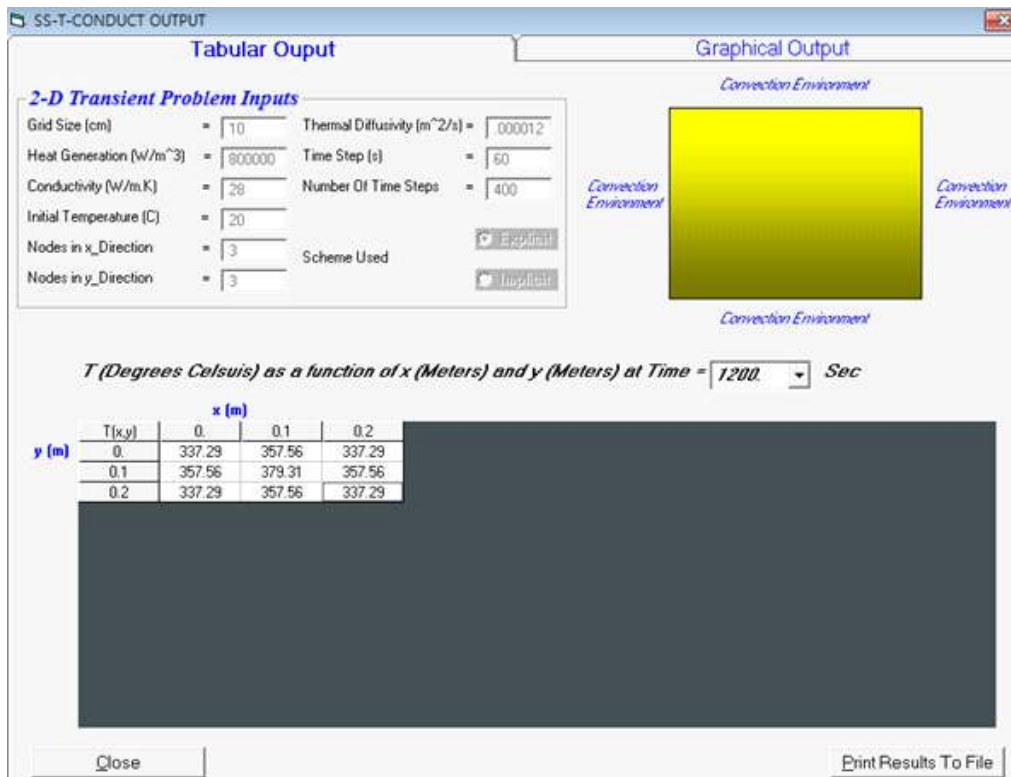 SS-T-CONDUCT OUTPUT
Tabular Ouput
Graphical Output
2-D Transient Problem Inputs
Grid Size (cm) = 10
Thermal Diffusivity (m^2/s) = .000012
Heat Generation (W/m^3) = 800000
Time Step (s) = 60
Conductivity (W/m.K) = 28
Number Of Time Steps = 400
Initial Temperature (C) = 20
Nodes in x_Direction = 3
Scheme Used
Explicit
Nodes in y_Direction = 3
Implicit
Convection Environment
Convection
Environment
Convection
Environment
Convection Environment
T (Degrees Celsuis) as a function of x (Meters) and y (Meters) at Time = 1200. Sec
x (m)
y (m)
T(x,y) 0. 0.1 0.2
0. 337.29 357.56 337.29
0.1 357.56 379.31 357.56
0.2 337.29 357.56 337.29
Close
Print Results To File